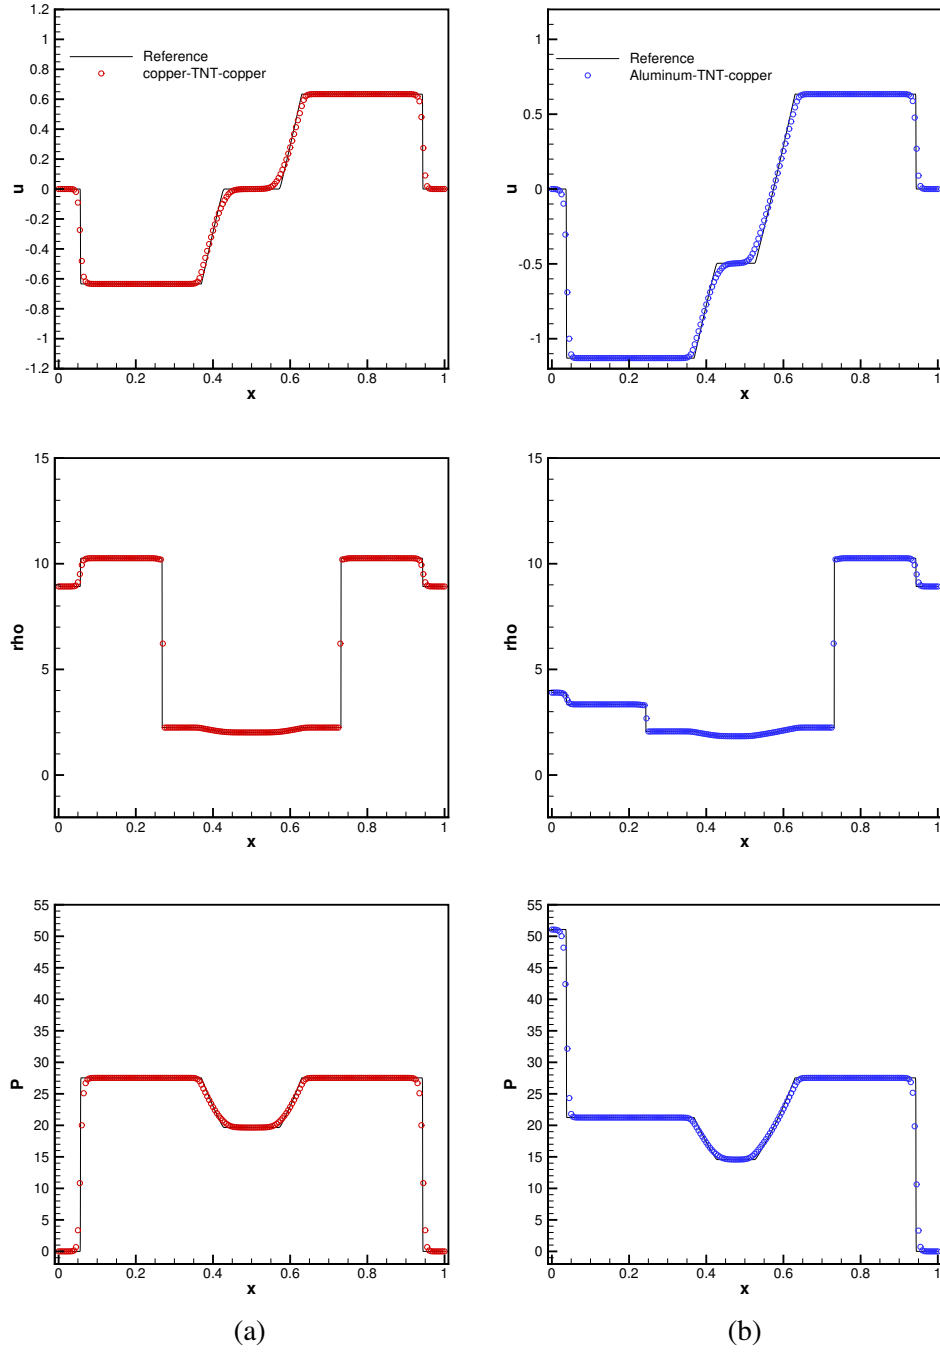 1.2
1
0.8
0.6
0.4
0.2
0
-0.2
-0.4
-0.6
-0.8
-1
-1.2
u
0 0.2 0.4 0.6 0.8 1
x
Reference
copper-TNT-copper
1
0.5
0
-0.5
-1
u
0 0.2 0.4 0.6 0.8 1
x
Reference
Aluminum-TNT-copper
15
10
5
0
rho
0 0.2 0.4 0.6 0.8 1
x
15
10
5
0
rho
0 0.2 0.4 0.6 0.8 1
x
55
50
45
40
35
30
25
20
15
10
5
0
P
0 0.2 0.4 0.6 0.8 1
x
55
50
45
40
35
30
25
20
15
10
5
0
P
0 0.2 0.4 0.6 0.8 1
x
(a)
(b)